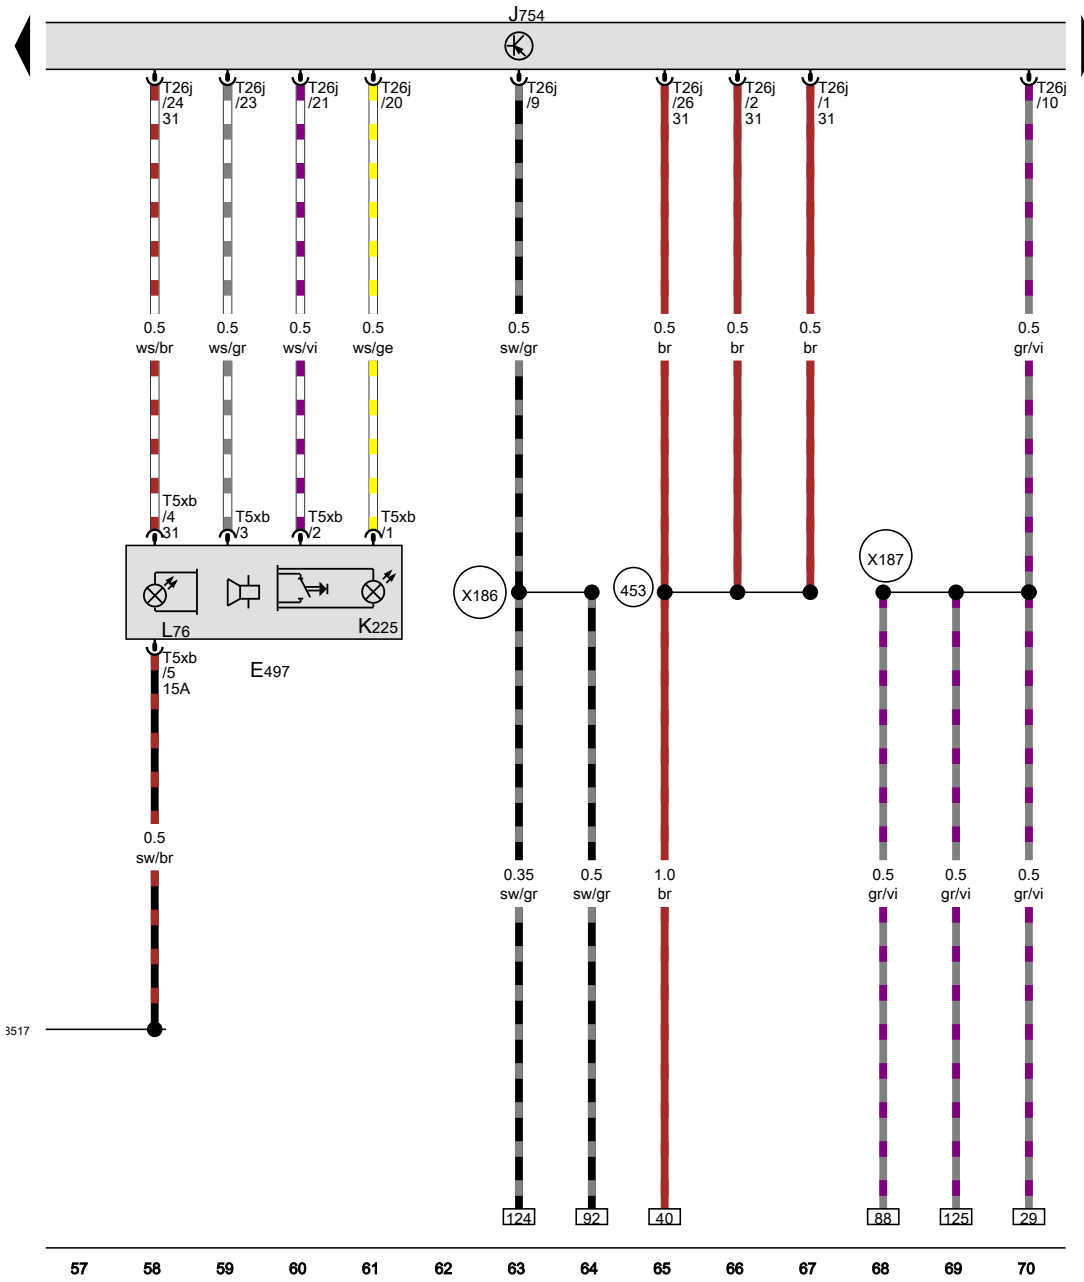 J754
T26j
/24
31
T26j
/23
T26j
/21
T26j
/20
T26j
/9
T26j
/26
31
T26j
/2
31
T26j
/1
31
T26j
/10
0.5
ws/br
0.5
ws/gr
0.5
ws/vi
0.5
ws/ge
0.5
sw/gr
0.5
br
0.5
br
0.5
br
0.5
gr/vi
T5xb
/4
31
T5xb
/3
T5xb
/2
T5xb
/1
X186
453
X187
L76
K225
E497
T5xb
/5
15A
0.5
sw/br
0.35
sw/gr
0.5
sw/gr
1.0
br
0.5
gr/vi
0.5
gr/vi
0.5
gr/vi
124
92
40
88
125
29
57 58 59 60 61 62 63 64 65 66 67 68 69 70